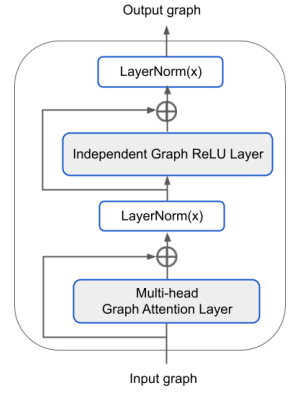 Output graph
LayerNorm(x)
Independent Graph ReLU Layer
LayerNorm(x)
Multi-head
Graph Attention Layer
Input graph